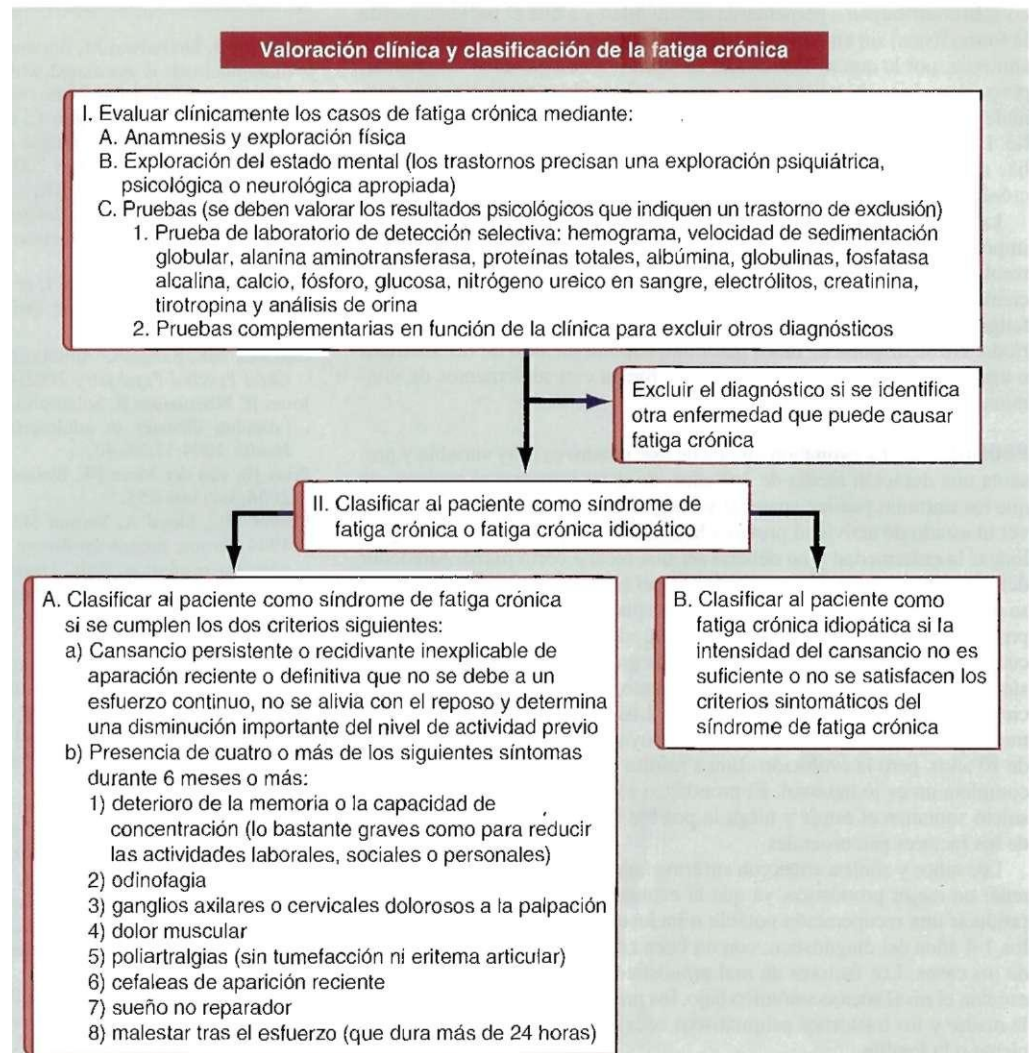 Valoración clínica y clasificación de la fatiga crónica
I. Evaluar clínicamente los casos de fatiga crónica mediante:
A. Anamnesis y exploración física
B. Exploración del estado mental (los trastornos precisan una exploración psiquiátrica,
psicológica o neurológica apropiada)
C. Pruebas (se deben valorar los resultados psicológicos que indiquen un trastorno de exclusión)
1. Prueba de laboratorio de detección selectiva: hemograma, velocidad de sedimentación
globular, alanina aminotransferasa, proteínas totales, albúmina, globulinas, fosfatasa
alcalina, calcio, fósforo, glucosa, nitrógeno ureico en sangre, electrólitos, creatinina,
tirotropina y análisis de orina
2. Pruebas complementarias en función de la clínica para excluir otros diagnósticos
Excluir el diagnóstico si se identifica
otra enfermedad que puede causar
fatiga crónica
II. Clasificar al paciente como síndrome de
fatiga crónica o fatiga crónica idiopático
A. Clasificar al paciente como síndrome de fatiga crónica
si se cumplen los dos criterios siguientes:
a) Cansancio persistente o recidivante inexplicable de
aparación reciente o definitiva que no se debe a un
esfuerzo continuo, no se alivia con el reposo y determina
una disminución importante del nivel de actividad previo
b) Presencia de cuatro o más de los siguientes síntomas
durante 6 meses o más:
1) deterioro de la memoria o la capacidad de
concentración (lo bastante graves como para reducir
las actividades laborales, sociales o personales)
2) odinofagia
3) ganglios axilares o cervicales dolorosos a la palpación
4) dolor muscular
5) poliartralgias (sin tumefacción ni eritema articular)
6) cefaleas de aparición reciente
7) sueño no reparador
8) malestar tras el esfuerzo (que dura más de 24 horas)
B. Clasificar al paciente como
fatiga crónica idiopática si la
intensidad del cansancio no es
suficiente o no se satisfacen los
criterios sintomáticos del
síndrome de fatiga crónica